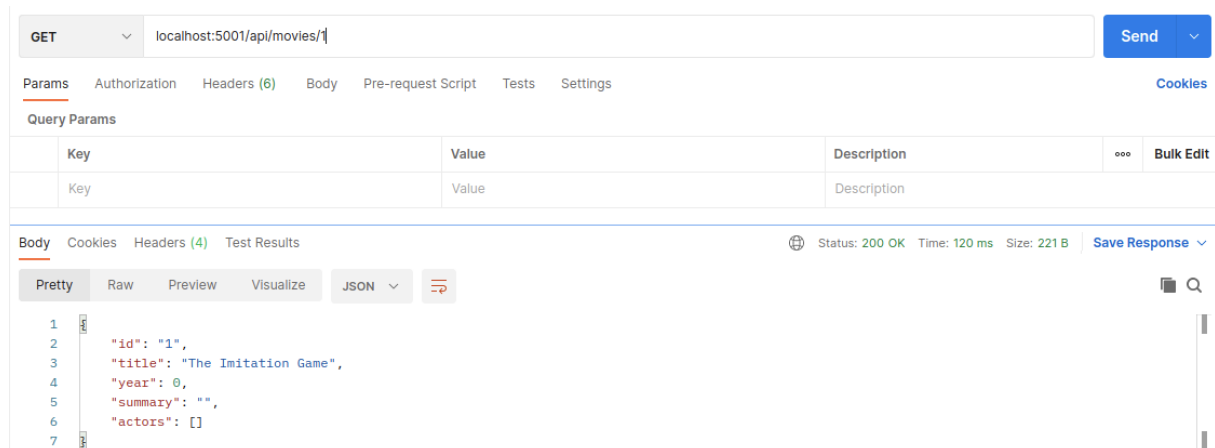 GET localhost:5001/api/movies/1 Send
Params Authorization Headers (6) Body Pre-request Script Tests Settings Cookies
Query Params
Key Value Description ooo Bulk Edit
Key Value Description
Body Cookies Headers (4) Test Results Status: 200 OK Time: 120 ms Size: 221 B Save Response
Pretty Raw Preview Visualize JSON
1 {
2 "id": "1",
3 "title": "The Imitation Game",
4 "year": 0,
5 "summary": "",
6 "actors": []
7 }